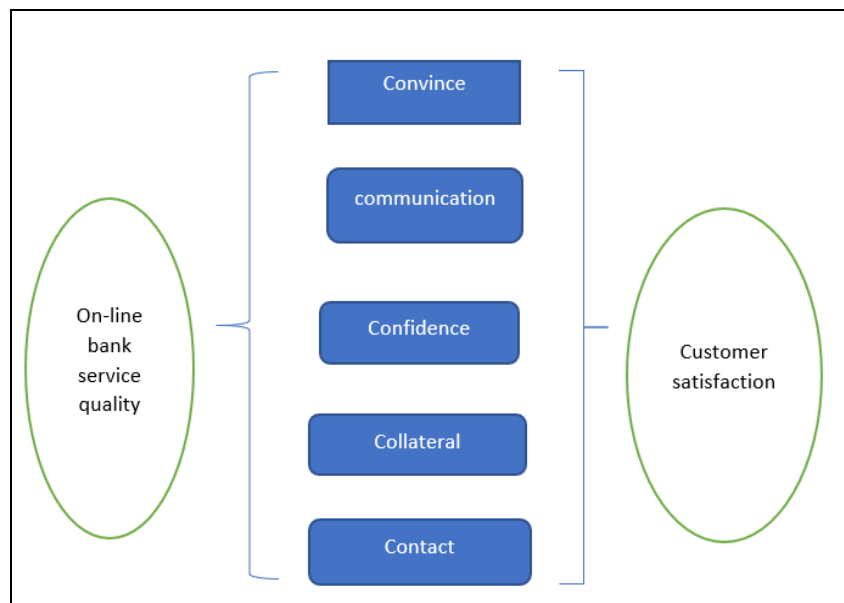 On-line
bank
service
quality
Convince
communication
Confidence
Collateral
Contact
Customer
satisfaction